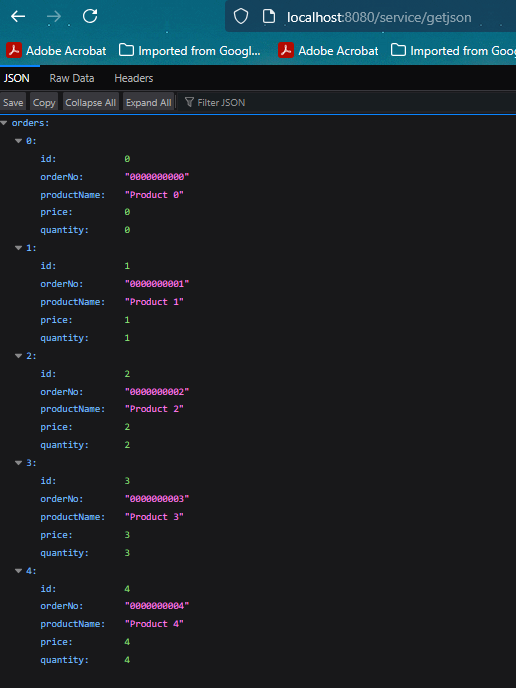 localhost:8080/service/getjson
Adobe Acrobat Imported from Googl... Adobe Acrobat Imported from Goog
JSON Raw Data Headers
Save Copy Collapse All Expand All Filter JSON
orders:
0:
id: 0
orderNo: "0000000000"
productName: "Product 0"
price: 0
quantity: 0
1:
id: 1
orderNo: "0000000001"
productName: "Product 1"
price: 1
quantity: 1
2:
id: 2
orderNo: "0000000002"
productName: "Product 2"
price: 2
quantity: 2
3:
id: 3
orderNo: "0000000003"
productName: "Product 3"
price: 3
quantity: 3
4:
id: 4
orderNo: "0000000004"
productName: "Product 4"
price: 4
quantity: 4